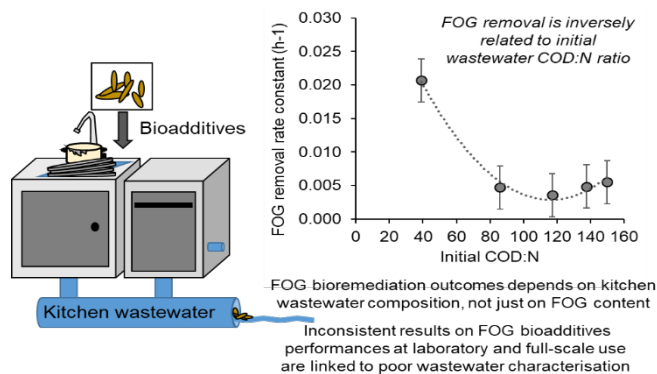 Bioadditives
Kitchen wastewater
FOG removal is inversely
related to initial
wastewater COD:N ratio
FOG removal rate constant (h-1)
0.030
0.025
0.020
0.015
0.010
0.005
0.000
0 20 40 60 80 100 120 140 160
Initial COD:N
FOG bioremediation outcomes depends on kitchen
wastewater composition, not just on FOG content
Inconsistent results on FOG bioadditives
performances at laboratory and full-scale use
are linked to poor wastewater characterisation